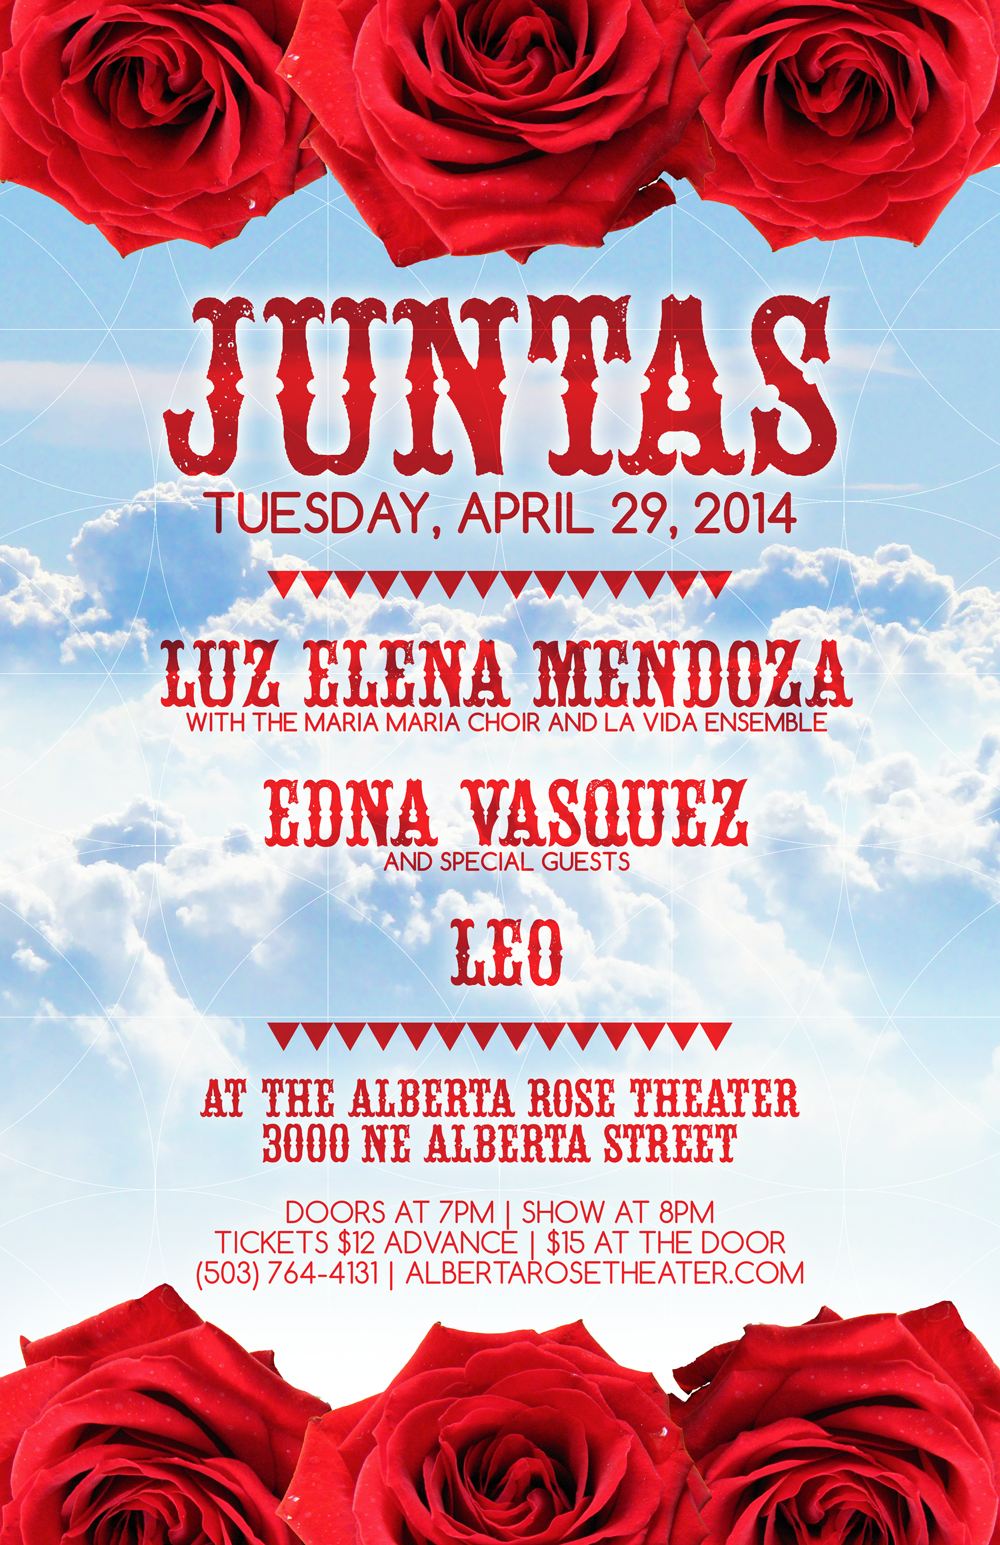 JUNTAS
TUESDAY, APRIL 29, 2014
LUZ ELENA MENDOZA
WITH THE MARIA MARIA CHOIR AND LA VIDA ENSEMBLE
EDNA VASQUEZ
AND SPECIAL GUESTS
LEO
AT THE ALBERTA ROSE THEATER
3000 NE ALBERTA STREET
DOORS AT 7PM | SHOW AT 8PM
TICKETS $12 ADVANCE | $15 AT THE DOOR
(503) 764-4131 | ALBERTAROSETHEATER.COM